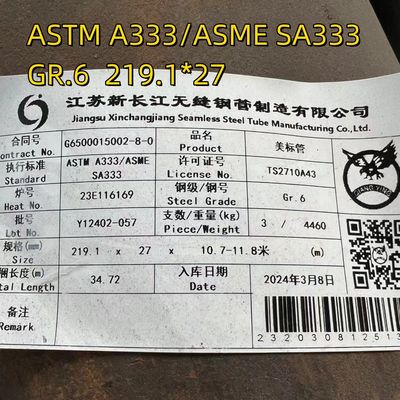 ASTM A333/ASME SA333
GR.6 219.1*27
江苏新长江无缝钢管制造有限公司
Jiangsu Xinchangjiang Seamless Steel Tube Manufacturing Co.,Ltd.
合同号 G6500015002-8-0 品名 美标管
Contract No. Product
执行标准 ASTM A333/ASME SA333 许可证号 TS2710A43
Standard License No.
炉号 23E116169 钢级/钢号 Gr.6
Heat No. Steel Grade
批号 Y12402-057 支数/重量(kg) 3 / 4460
Lot No. Piece/Weight
规格(mm) 219.1 x 27 x 10.7-11.8米 (m)
Size
长度(m) 34.72 入库日期 2024年3月8日
tal Length Date
备注
Remark
QIANG YING
232030812513